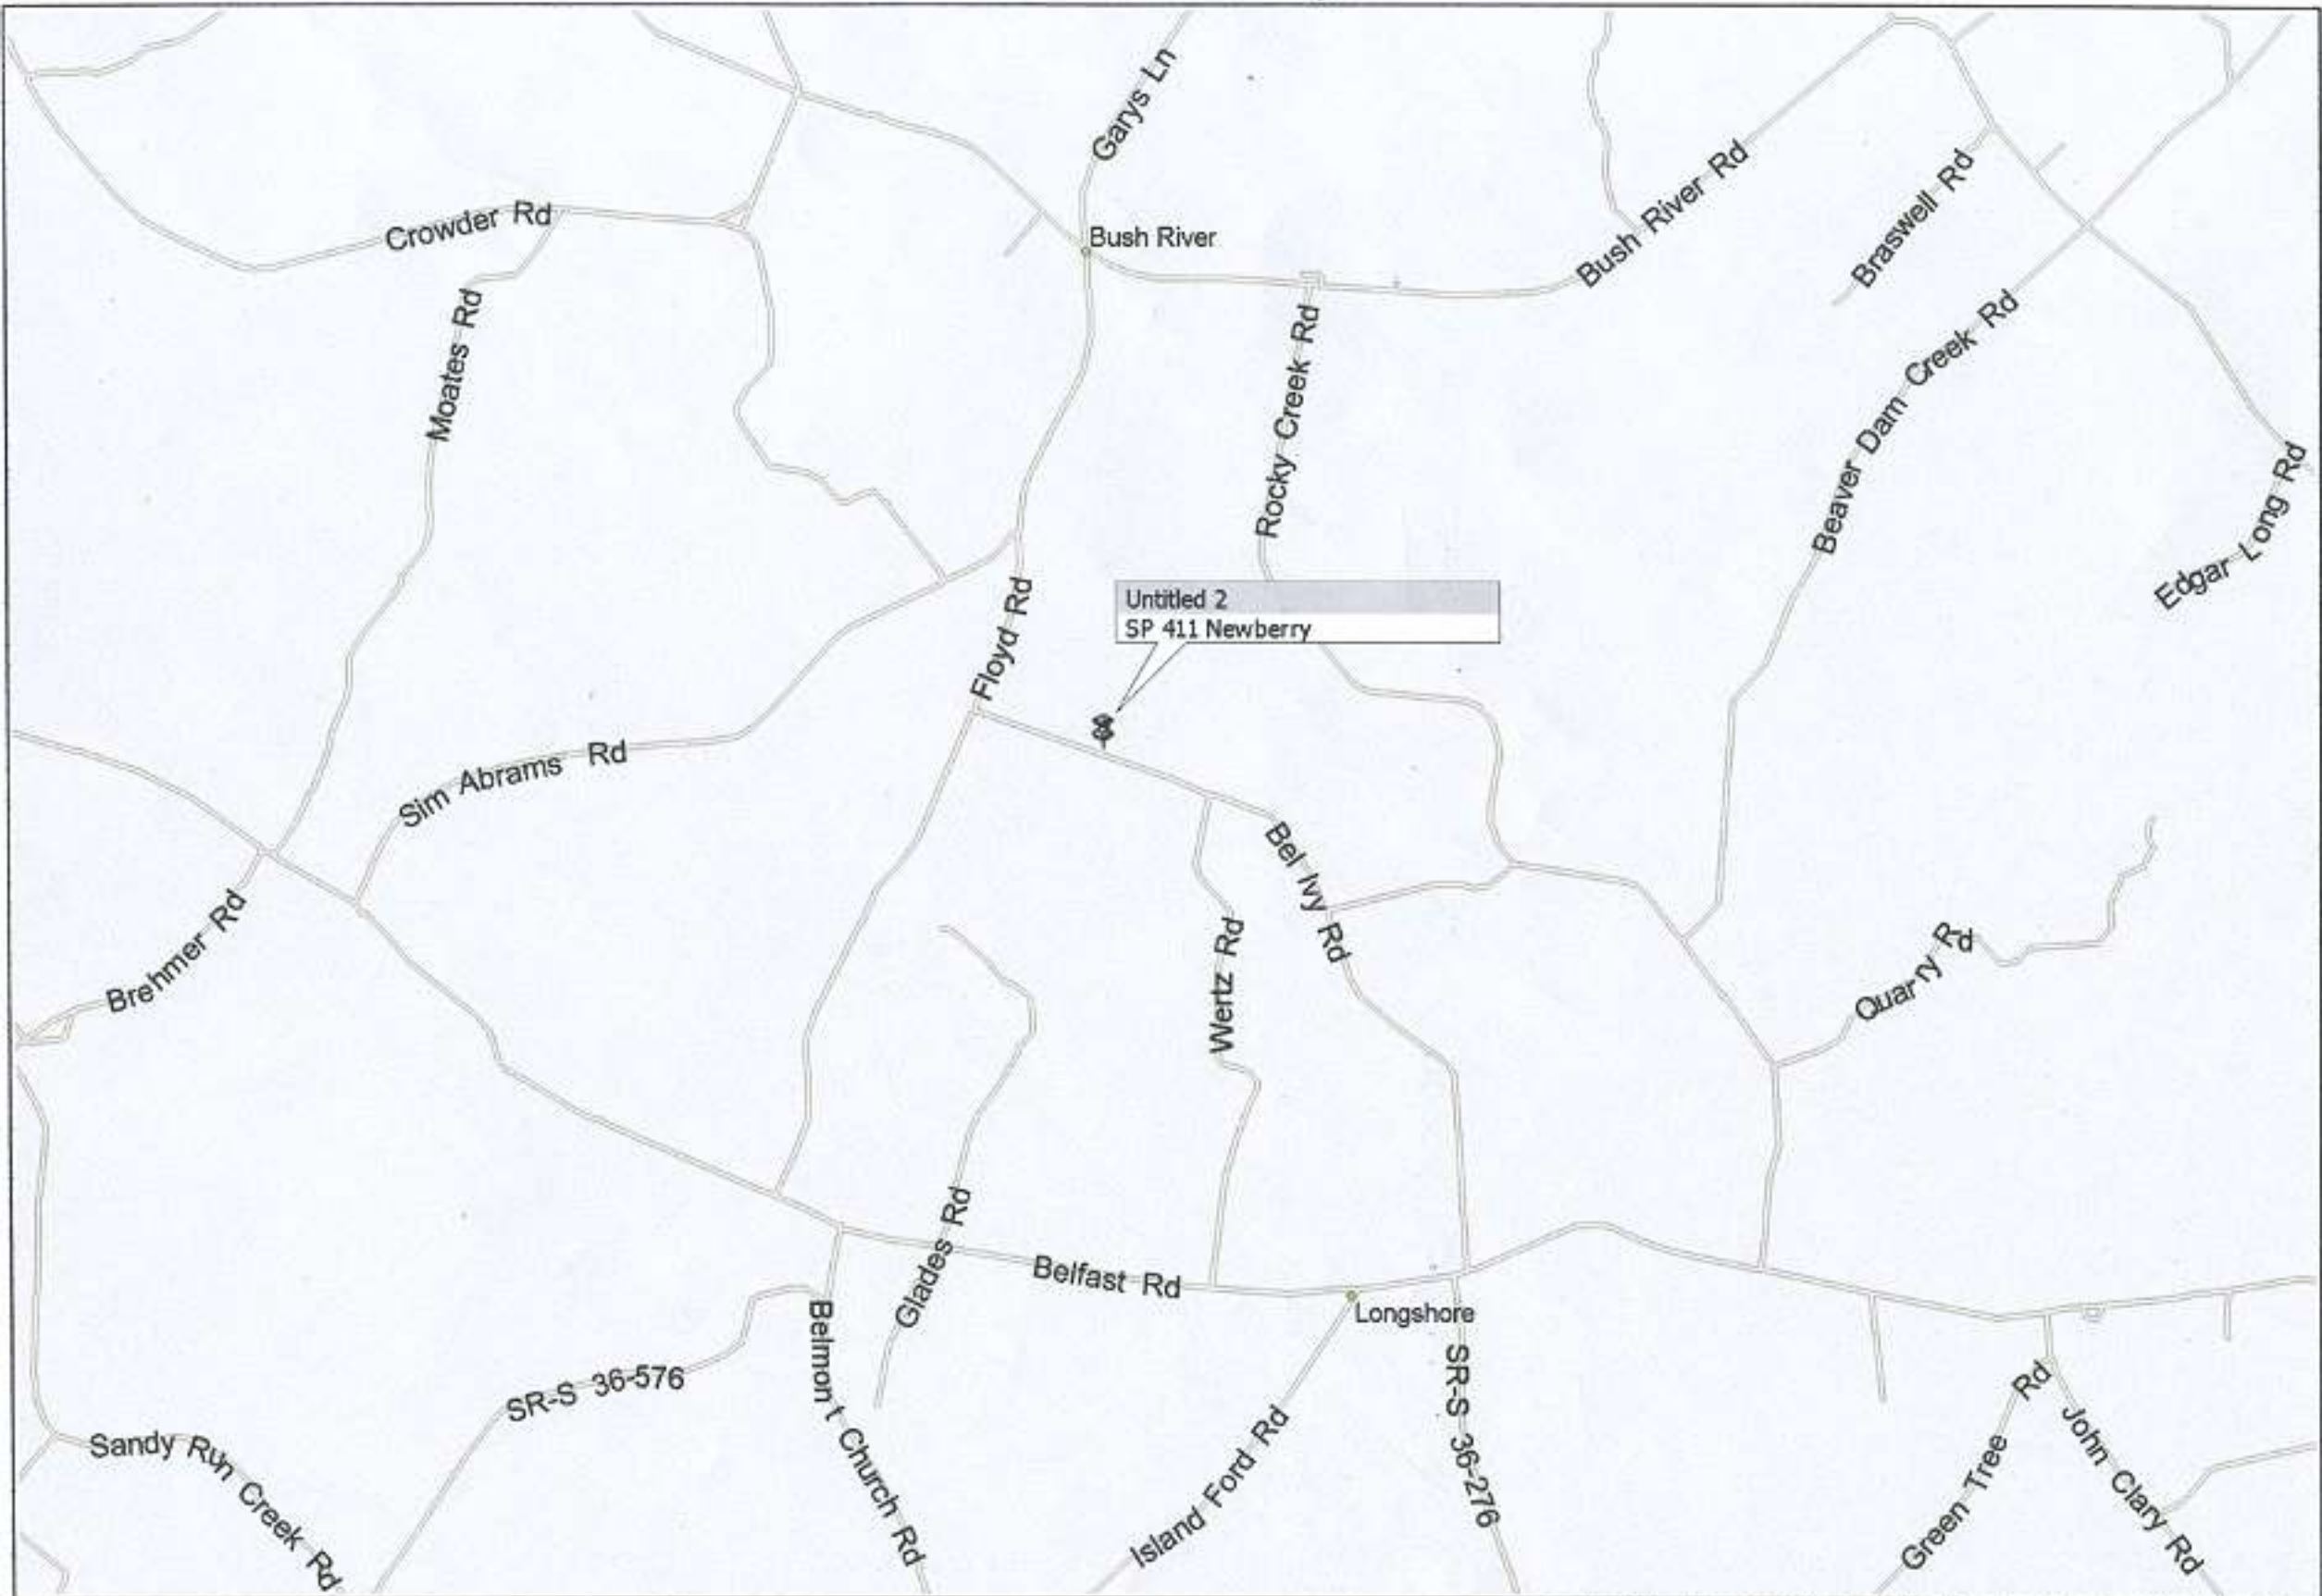 Garys Ln
Crowder Rd
Bush River
Bush River Rd
Braswell Rd
Moates Rd
Rocky Creek Rd
Beaver Dam Creek Rd
Edgar Long Rd
Untitled 2
SP 411 Newberry
Floyd Rd
Sim Abrams Rd
Bel Ivy Rd
Brehmer Rd
Wertz Rd
Quarry Rd
Glades Rd
Belfast Rd
Longshore
Belmont Church Rd
SR-S 36-576
SR-S 36-276
Island Ford Rd
Green Tree Rd
John Clary Rd
Sandy Run Creek Rd